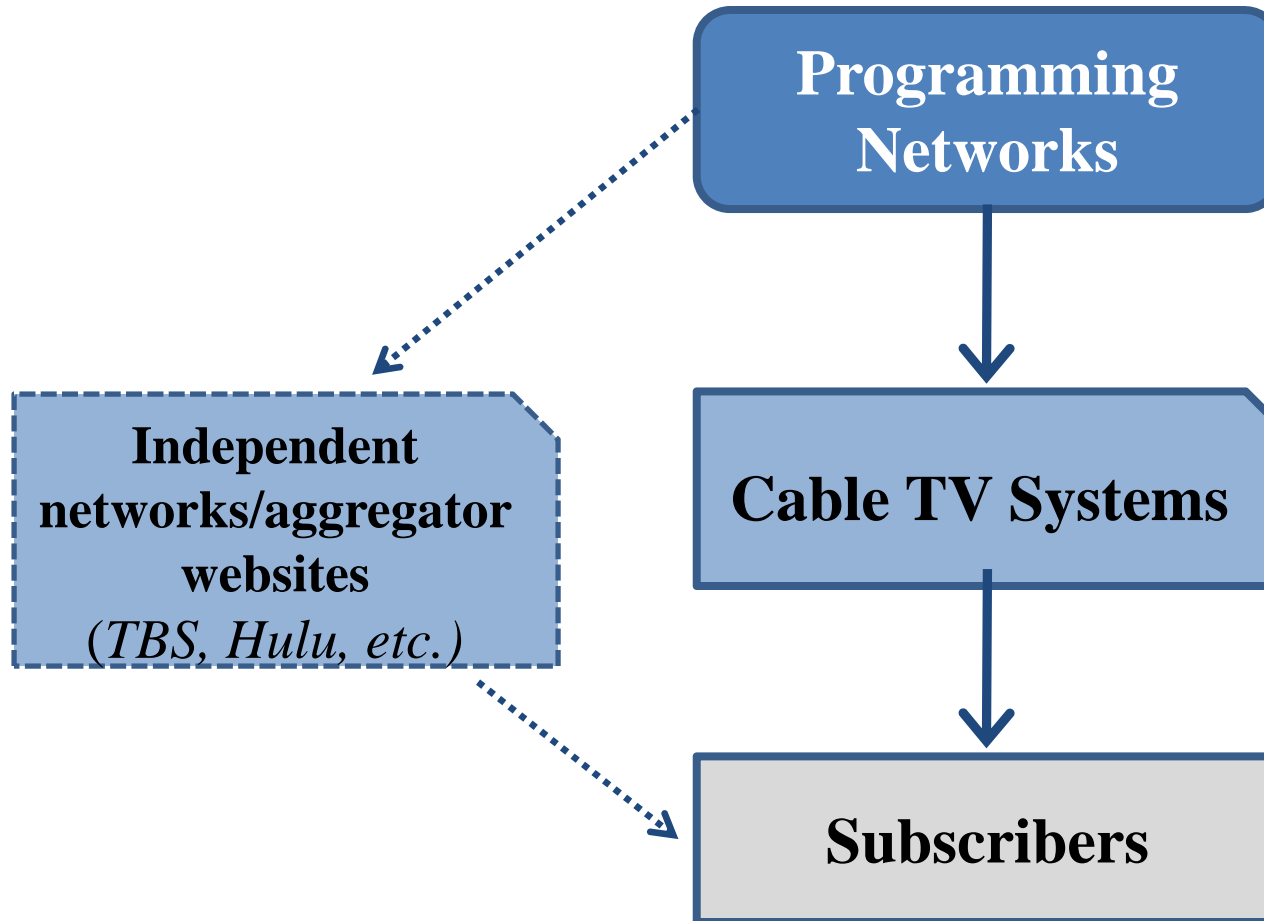 Programming
Networks
Independent
networks/aggregator
websites
(TBS, Hulu, etc.)
Cable TV Systems
Subscribers